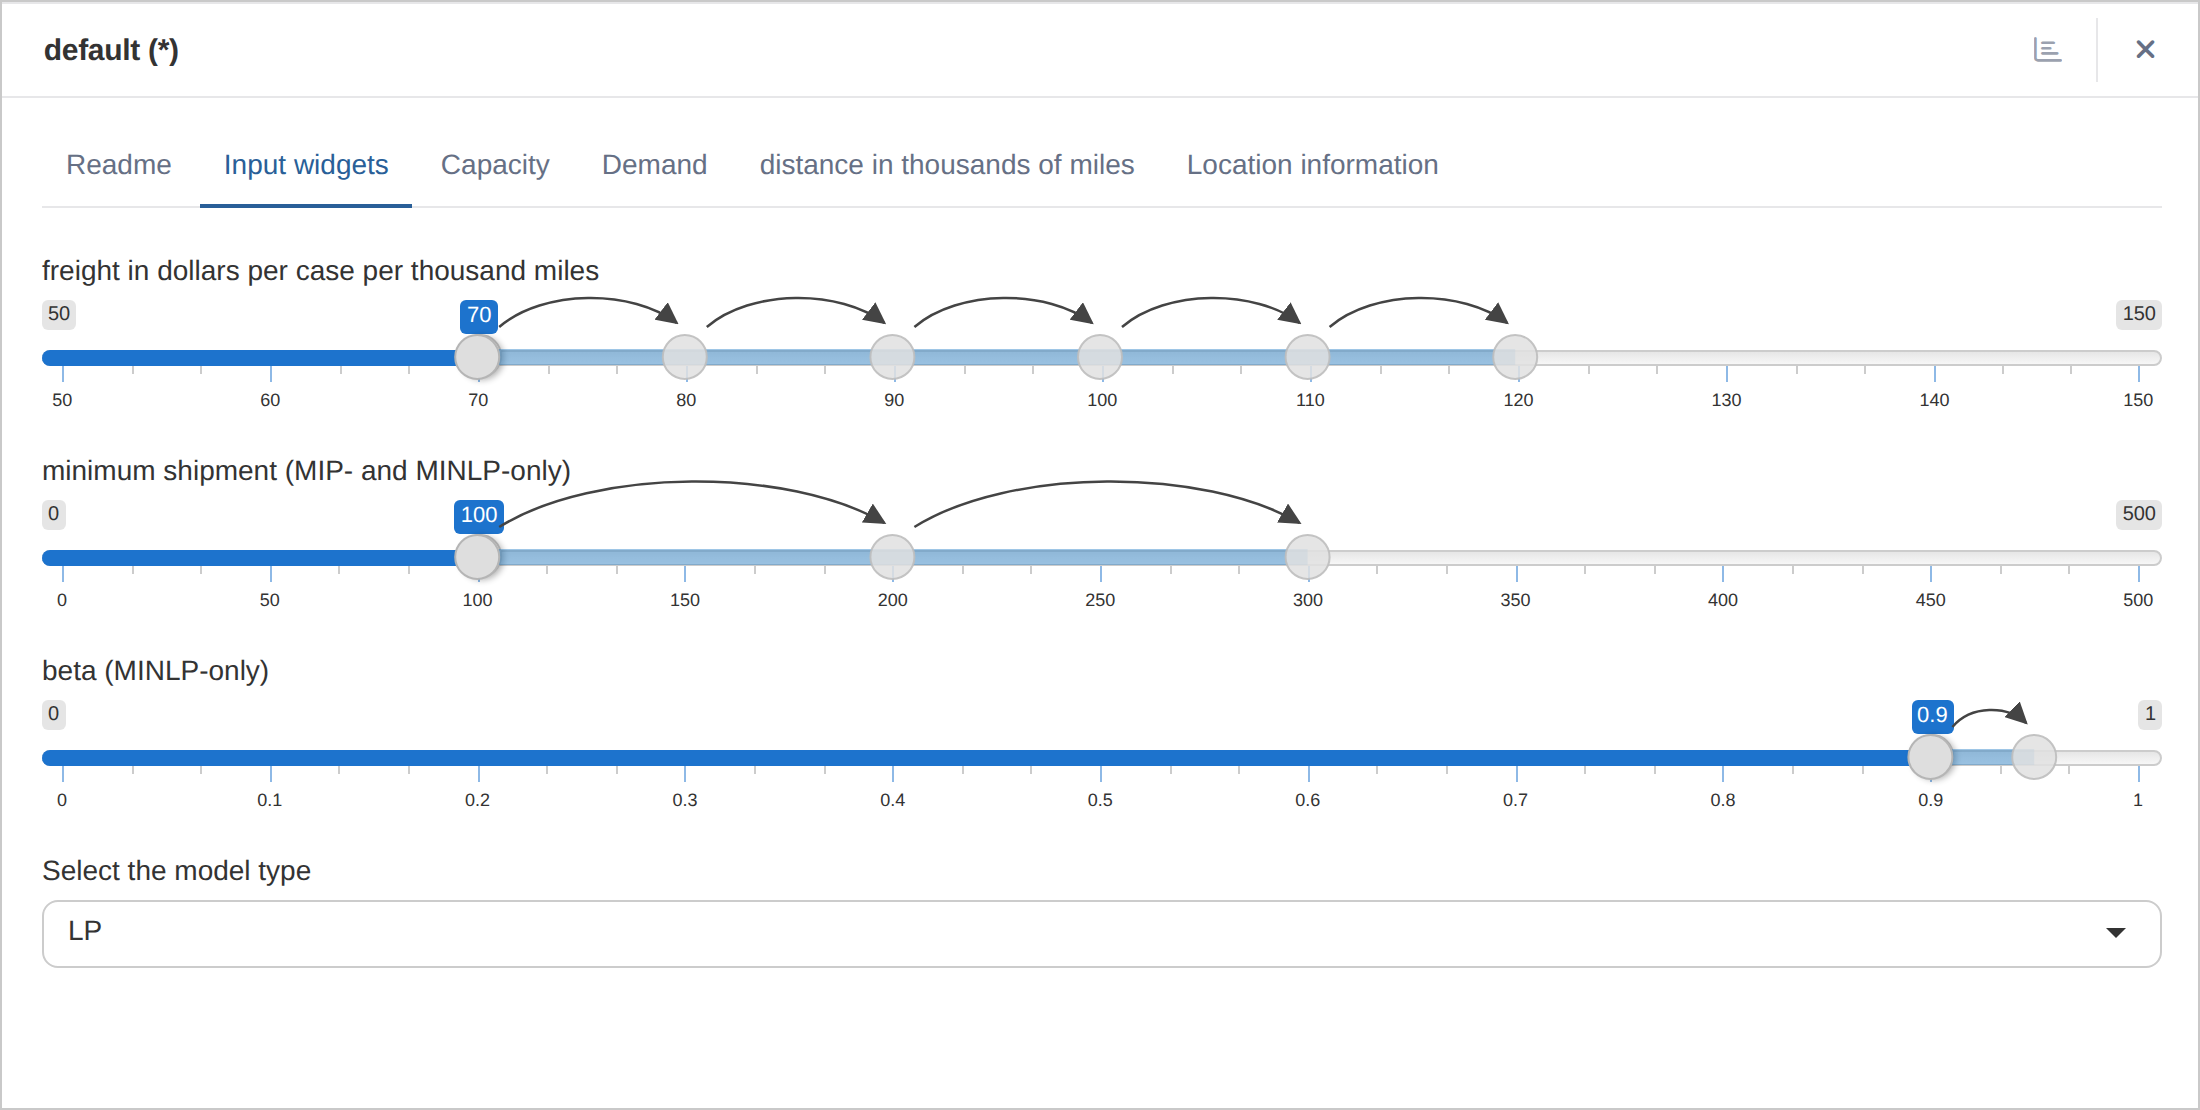 default (*)
Readme Input widgets Capacity Demand distance in thousands of miles Location information
freight in dollars per case per thousand miles
50 70 150
50 60 70 80 90 100 110 120 130 140 150
minimum shipment (MIP- and MINLP-only)
0 100 500
0 50 100 150 200 250 300 350 400 450 500
beta (MINLP-only)
0 0.9 1
0 0.1 0.2 0.3 0.4 0.5 0.6 0.7 0.8 0.9 1
Select the model type
LP